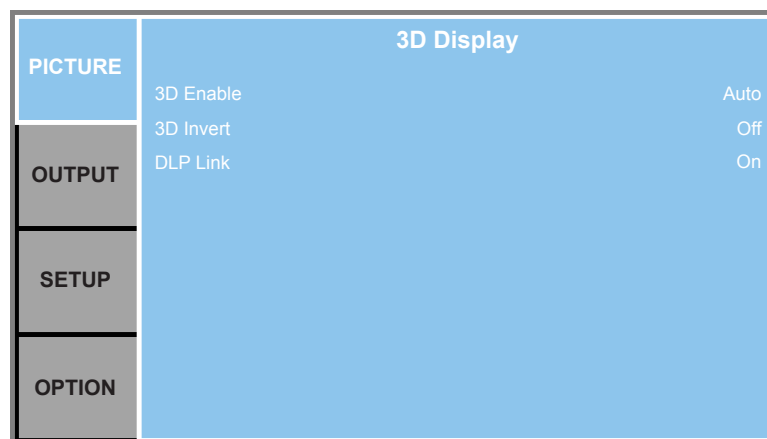 PICTURE
OUTPUT
SETUP
OPTION
3D Display
3D Enable Auto
3D Invert Off
DLP Link On